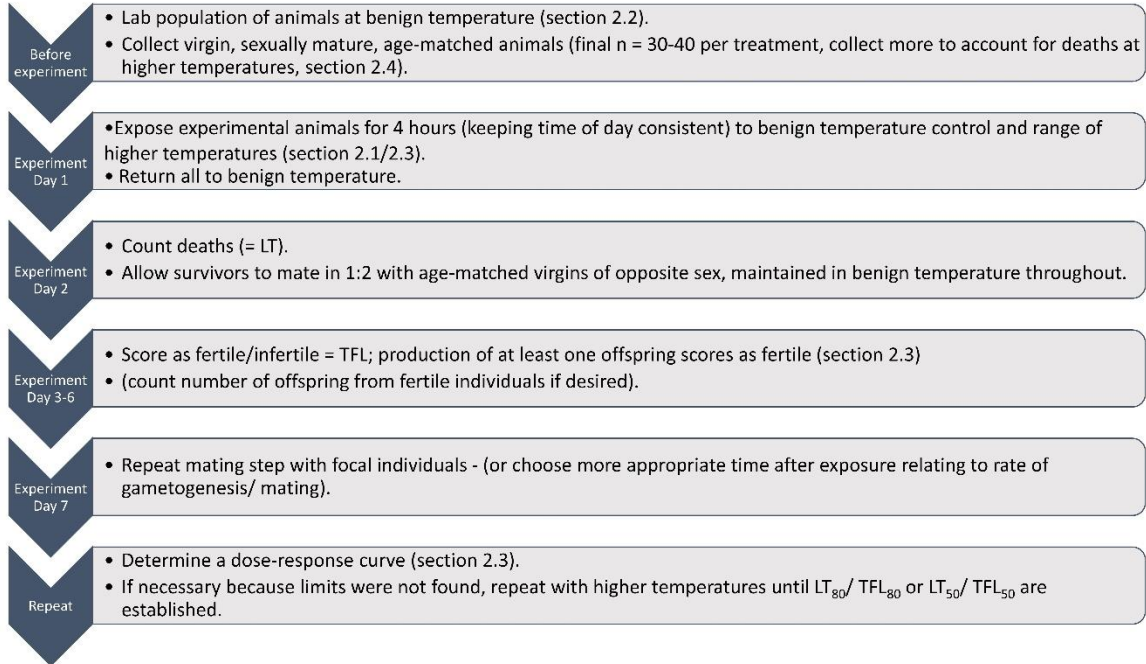 Before
experiment
• Lab population of animals at benign temperature (section 2.2).
• Collect virgin, sexually mature, age-matched animals (final n = 30-40 per treatment, collect more to account for deaths at
higher temperatures, section 2.4).
Experiment
Day 1
•Expose experimental animals for 4 hours (keeping time of day consistent) to benign temperature control and range of
higher temperatures (section 2.1/2.3).
• Return all to benign temperature.
Experiment
Day 2
• Count deaths (= LT).
• Allow survivors to mate in 1:2 with age-matched virgins of opposite sex, maintained in benign temperature throughout.
Experiment
Day 3-6
• Score as fertile/infertile = TFL; production of at least one offspring scores as fertile (section 2.3)
• (count number of offspring from fertile individuals if desired).
Experiment
Day 7
• Repeat mating step with focal individuals - (or choose more appropriate time after exposure relating to rate of
gametogenesis/ mating).
Repeat
• Determine a dose-response curve (section 2.3).
• If necessary because limits were not found, repeat with higher temperatures until LT80/ TFL80 or LT50/ TFL50 are
established.